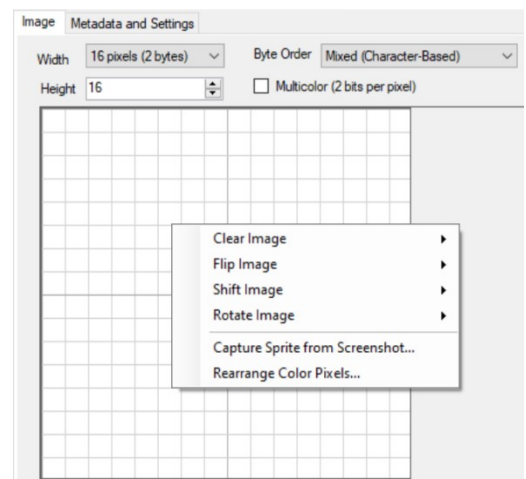 Image Metadata and Settings
Width 16 pixels (2 bytes) Byte Order Mixed (Character-Based)
Height 16 Multicolor (2 bits per pixel)
Clear Image
Flip Image
Shift Image
Rotate Image
Capture Sprite from Screenshot...
Rearrange Color Pixels...